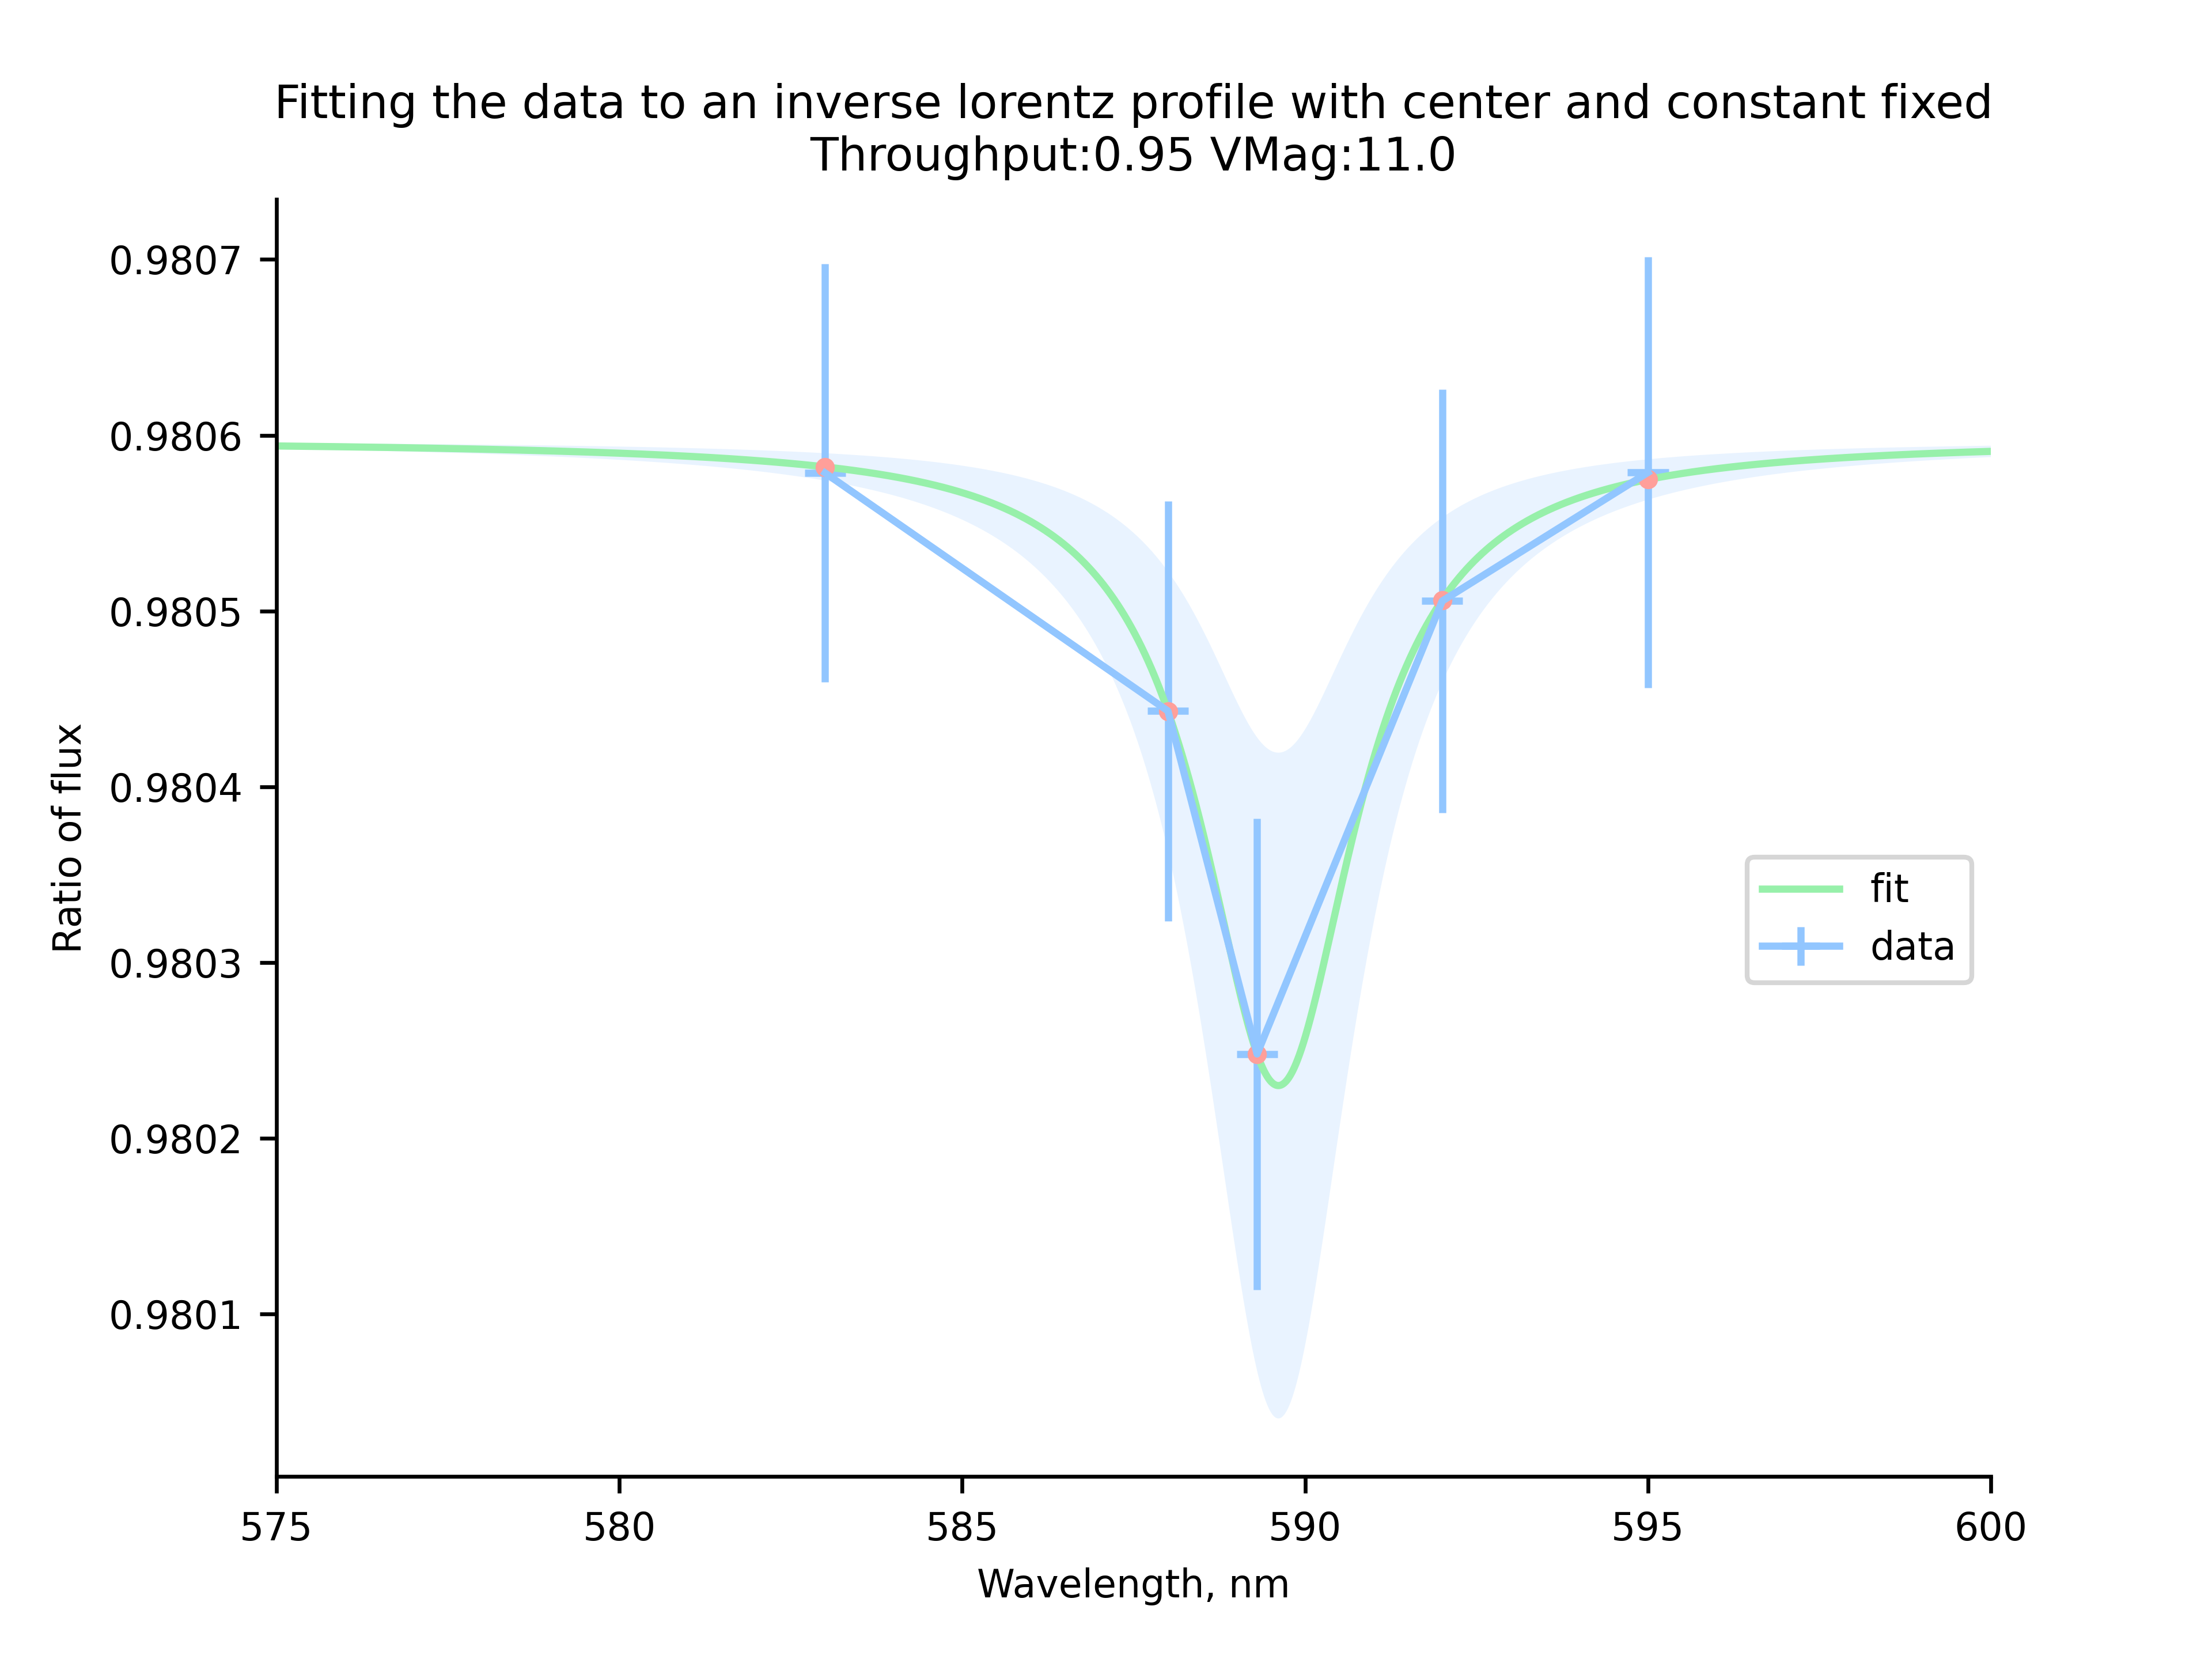 Fitting the data to an inverse lorentz profile with center and constant fixed
Throughput:0.95 VMag:11.0
0.9807
0.9806
0.9805
0.9804
0.9803
0.9802
0.9801
Ratio of flux
fit
data
575 580 585 590 595 600
Wavelength, nm